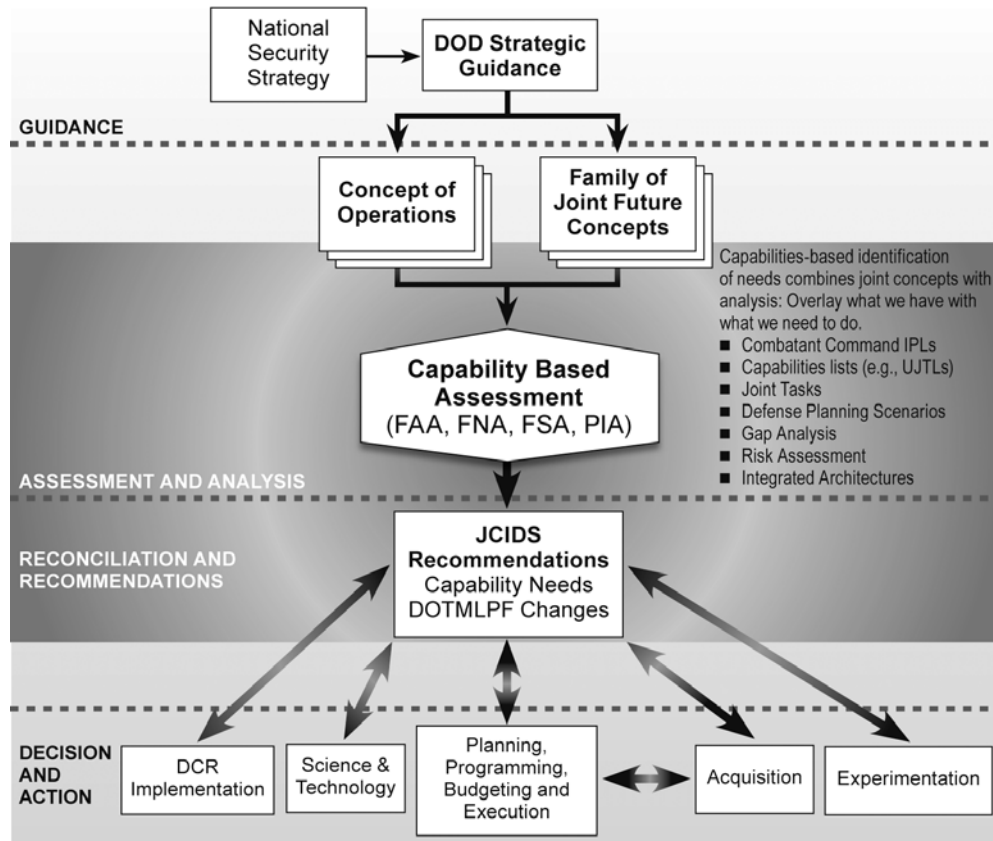 National
Security
Strategy
DOD Strategic
Guidance
GUIDANCE
Concept of
Operations
Family of
Joint Future
Concepts
Capabilities-based identification
of needs combines joint concepts with
analysis: Overlay what we have with
what we need to do.
■ Combatant Command IPLs
■ Capabilities lists (e.g., UJTLs)
■ Joint Tasks
■ Defense Planning Scenarios
■ Gap Analysis
■ Risk Assessment
■ Integrated Architectures
Capability Based
Assessment
(FAA, FNA, FSA, PIA)
ASSESSMENT AND ANALYSIS
RECONCILIATION AND
RECOMMENDATIONS
JCIDS
Recommendations
Capability Needs
DOTMLPF Changes
DECISION
AND
ACTION
DCR
Implementation
Science &
Technology
Planning,
Programming,
Budgeting and
Execution
Acquisition
Experimentation